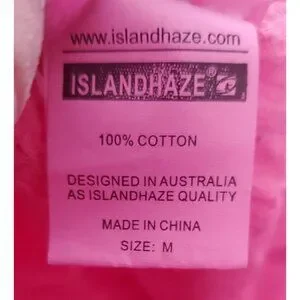 www.islandhaze.com
ISLANDHAZE®
100% COTTON
DESIGNED IN AUSTRALIA
AS ISLANDHAZE QUALITY
MADE IN CHINA
SIZE: M